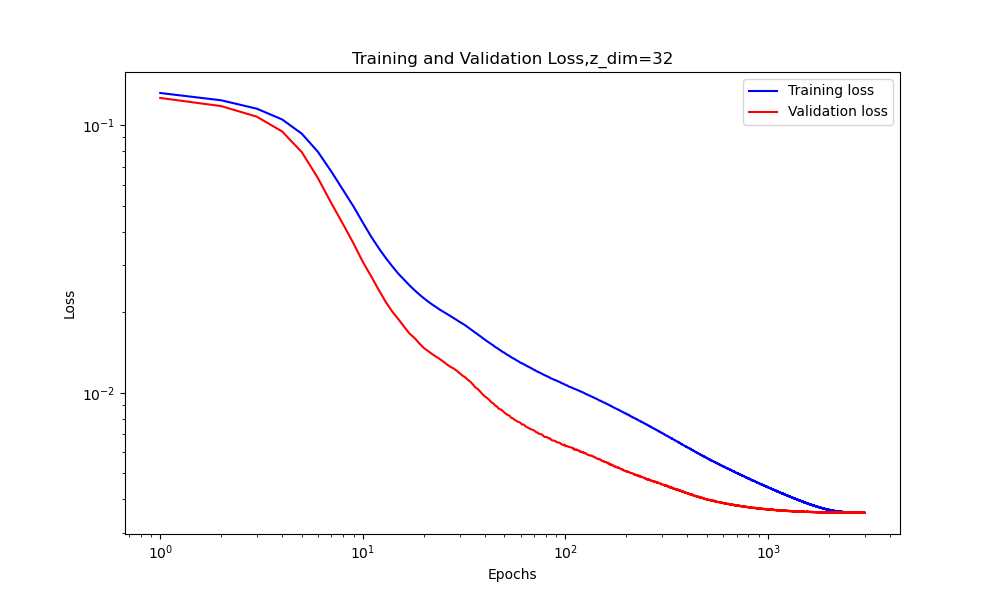 Training and Validation Loss,z_dim=32
Training loss
Validation loss
10⁻¹
10⁻²
Loss
10⁰ 10¹ 10² 10³
Epochs